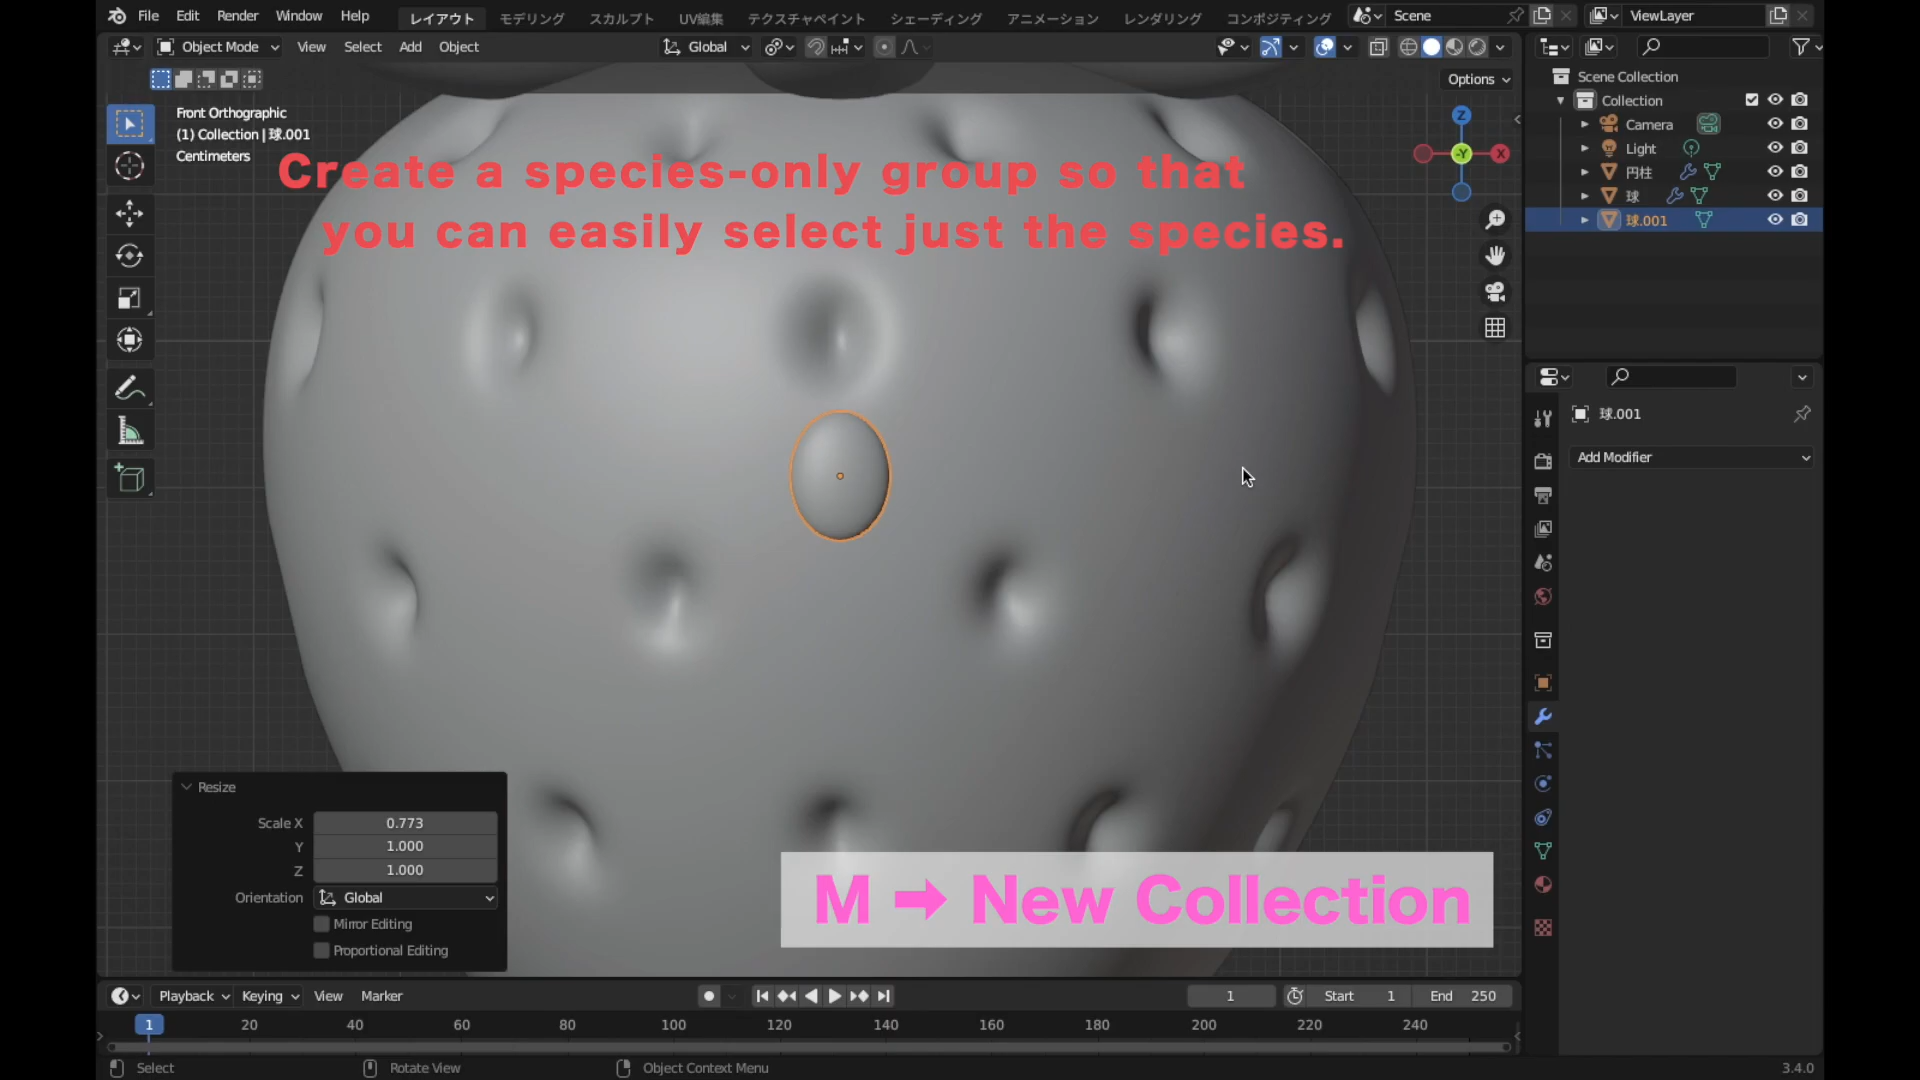 File Edit Render Window Help レイアウト モデリング スカルプト UV編集 テクスチャペイント シェーディング アニメーション レンダリング コンポジティング Scene ViewLayer
Object Mode View Select Add Object Global
Options
Front Orthographic
(1) Collection | 球.001
Centimeters
Create a species-only group so that
you can easily select just the species.
Z
-Y X
Scene Collection
Collection
Camera
Light
円柱
球
球.001
球.001
Add Modifier
Resize
Scale X 0.773
Y 1.000
Z 1.000
Orientation Global
Mirror Editing
Proportional Editing
M ➡ New Collection
Playback Keying View Marker 1 Start 1 End 250
1 20 40 60 80 100 120 140 160 180 200 220 240
Select Rotate View Object Context Menu 3.4.0